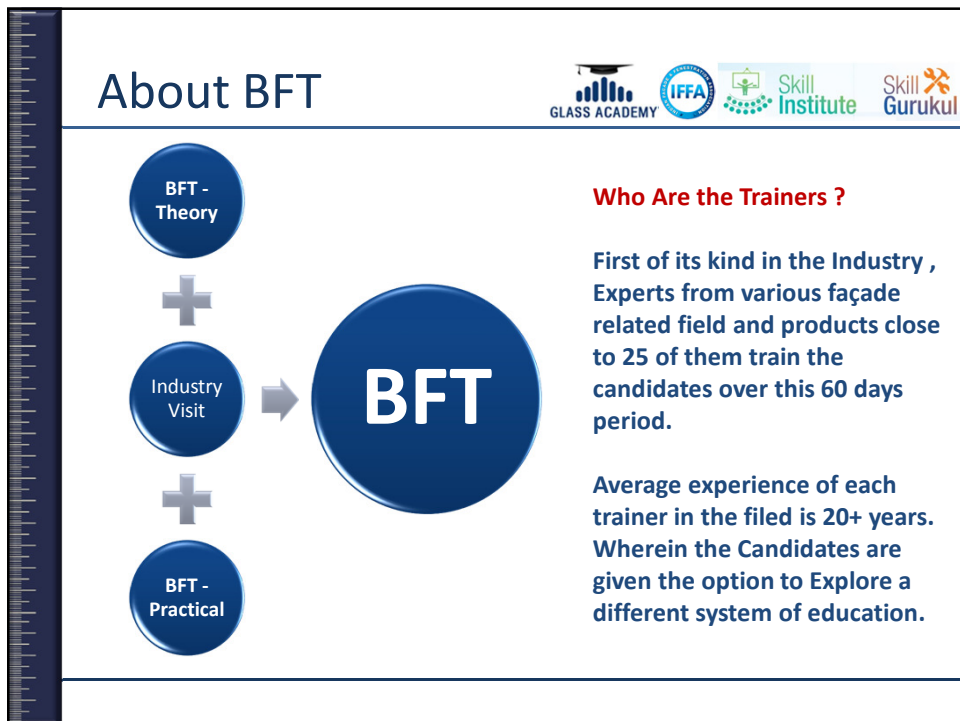 About BFT
GLASS ACADEMY
IFFA
Skill
Institute
Skill
Gurukul
BFT -
Theory
Industry
Visit
BFT -
Practical
BFT
Who Are the Trainers ?
First of its kind in the Industry ,
Experts from various façade
related field and products close
to 25 of them train the
candidates over this 60 days
period.
Average experience of each
trainer in the filed is 20+ years.
Wherein the Candidates are
given the option to Explore a
different system of education.